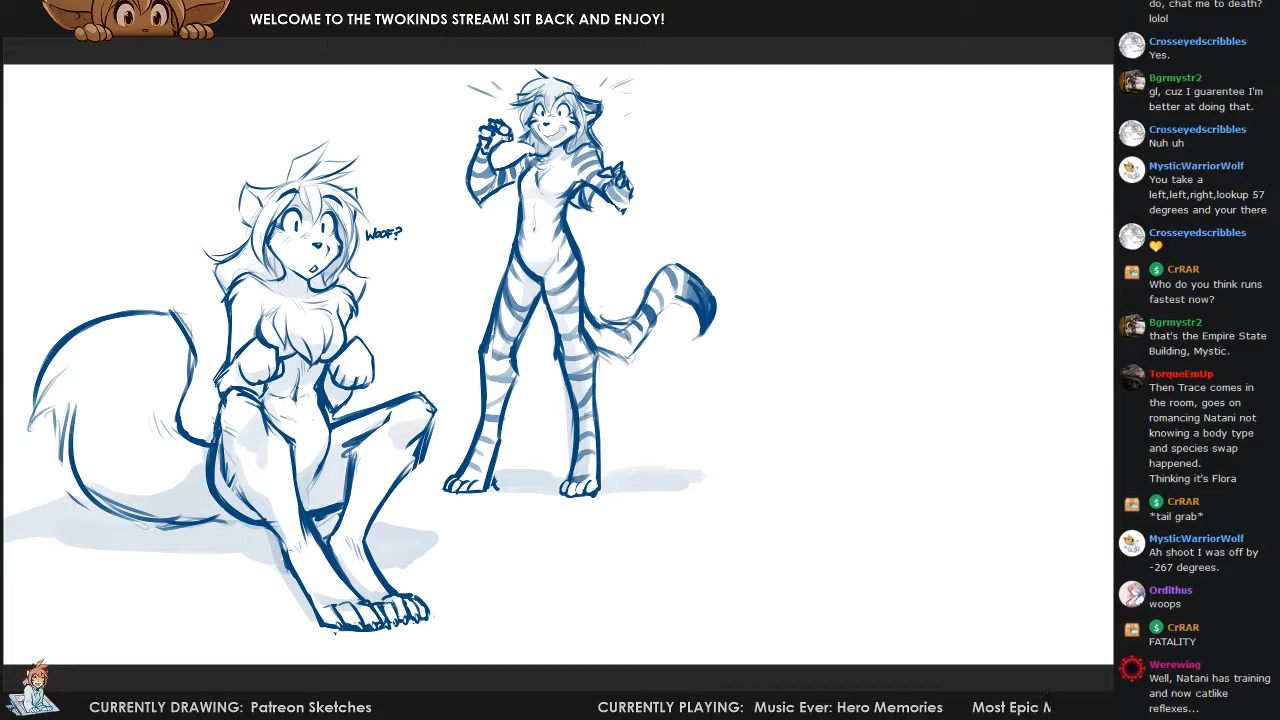 WELCOME TO THE TWOKINDS STREAM! SIT BACK AND ENJOY!
WOOF?
do, chat me to death?
lolol
Crosseyedscribbles
Yes.
Bgrmystr2
gl, cuz I guarentee I'm
better at doing that.
Crosseyedscribbles
Nuh uh
MysticWarriorWolf
You take a
left,left,right,lookup 57
degrees and your there
Crosseyedscribbles
💛
$ CrRAR
Who do you think runs
fastest now?
Bgrmystr2
that's the Empire State
Building, Mystic.
TorqueEmUp
Then Trace comes in
the room, goes on
romancing Natani not
knowing a body type
and species swap
happened.
Thinking it's Flora
$ CrRAR
*tail grab*
MysticWarriorWolf
Ah shoot I was off by
-267 degrees.
Ordithus
woops
$ CrRAR
FATALITY
Werewing
Well, Natani has training
and now catlike
reflexes...
CURRENTLY DRAWING: Patreon Sketches
CURRENTLY PLAYING: Music Ever: Hero Memories Most Epic M